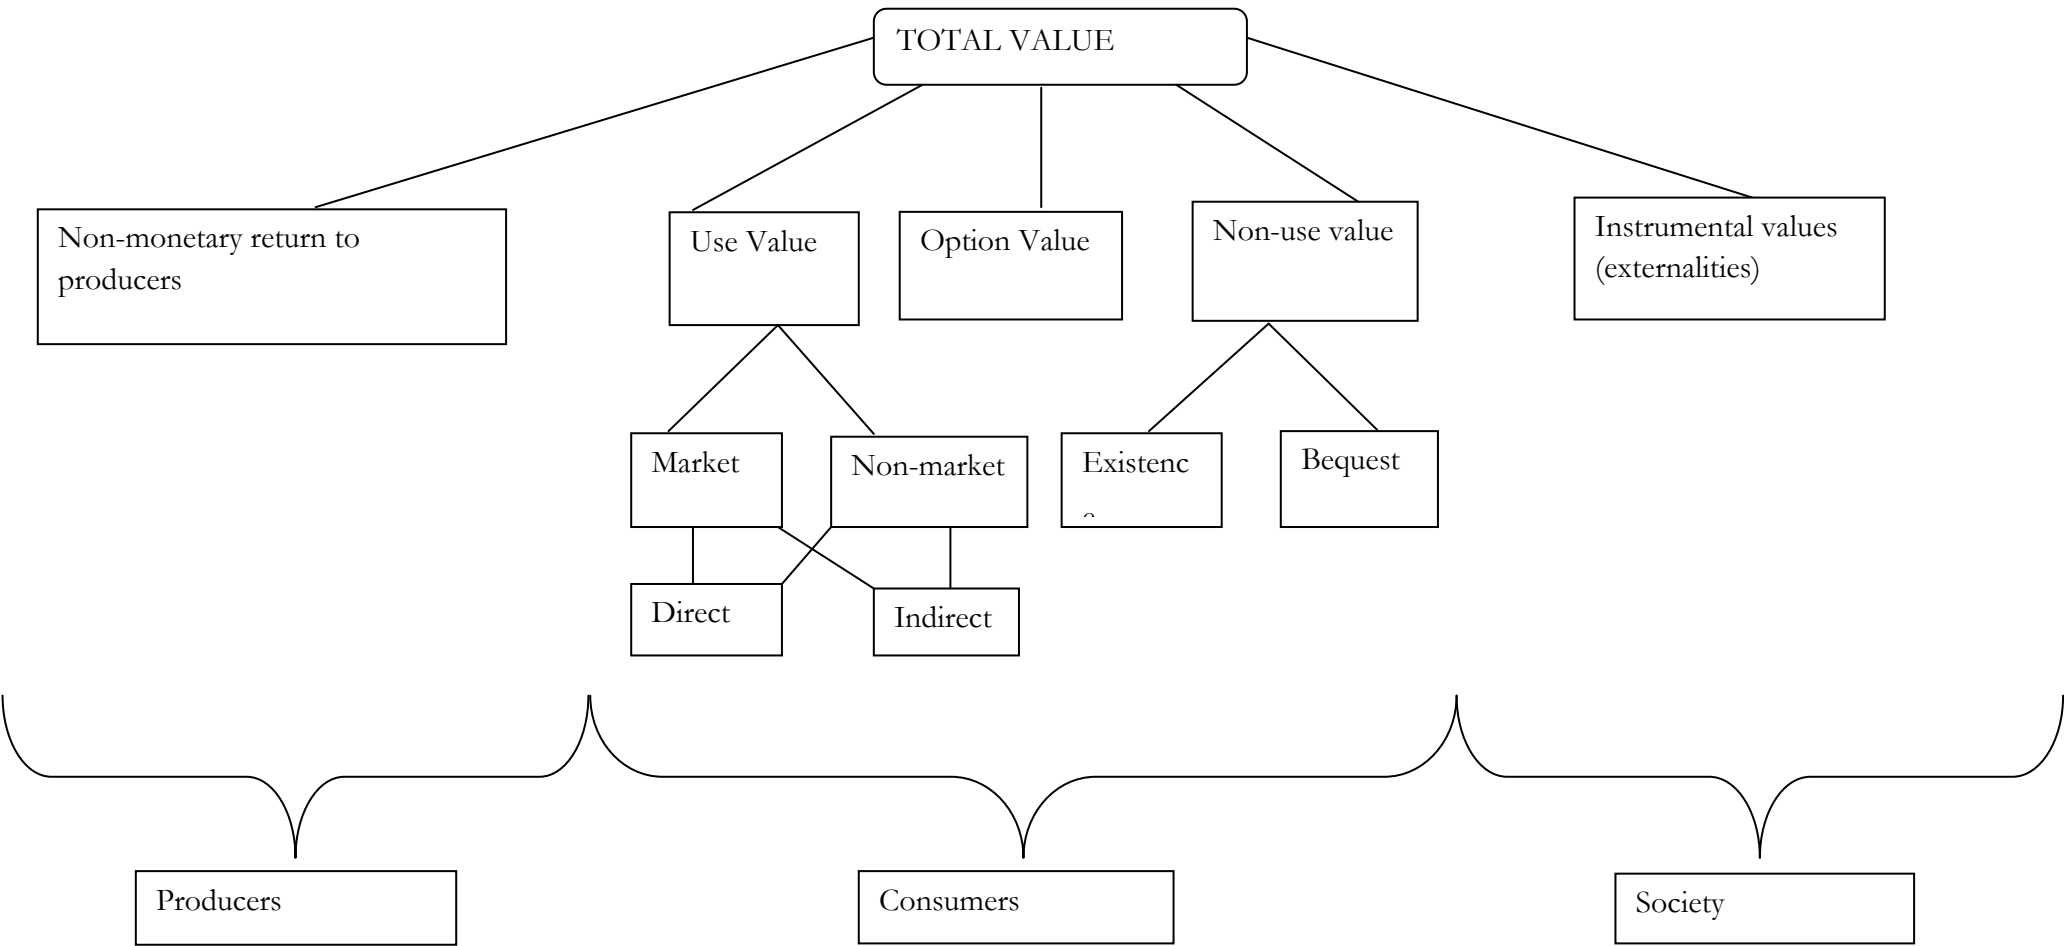 TOTAL VALUE
Non-monetary return to
producers
Use Value
Option Value
Non-use value
Instrumental values
(externalities)
Market
Non-market
Existenc
Bequest
Direct
Indirect
Producers
Consumers
Society